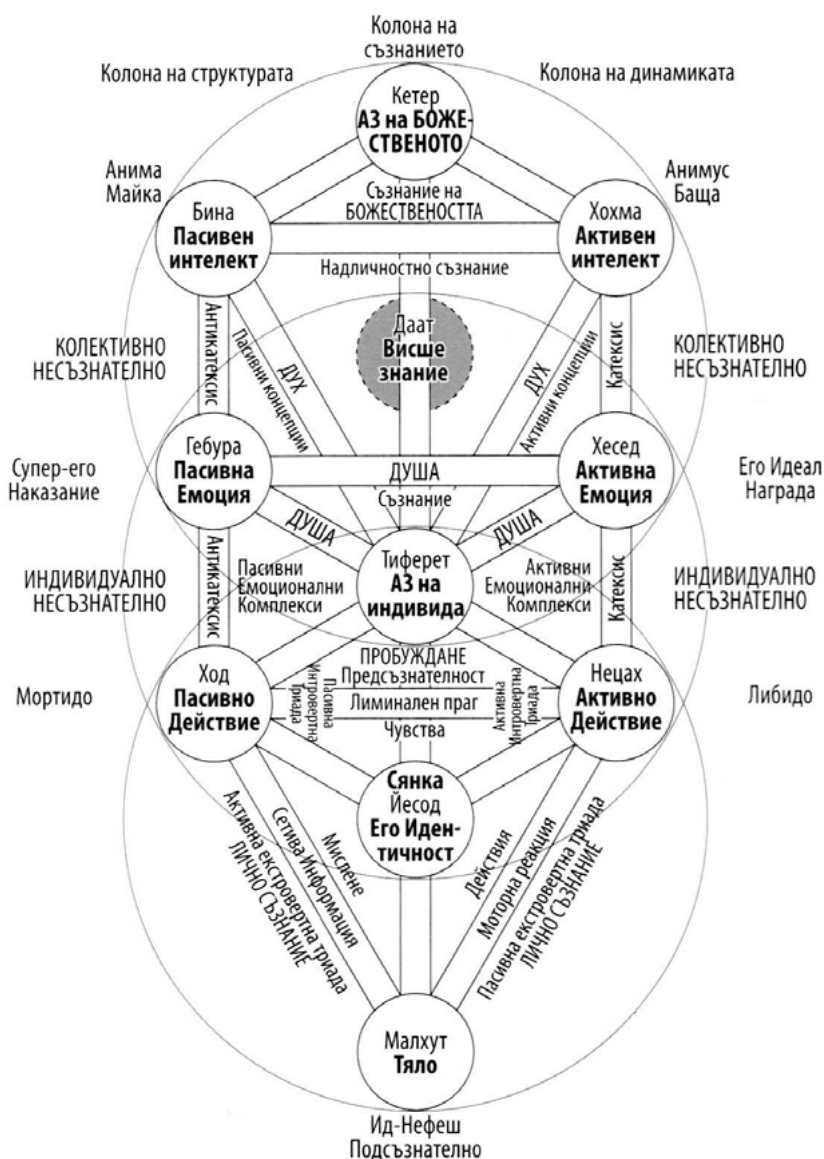 Колона на
съзнанието
Колона на структурата
Колона на динамиката
Кетер
АЗ на БОЖЕ-
СТВЕНОТО
Анима
Майка
Анимус
Баща
Съзнание на
БОЖЕСТВЕНОСТТА
Бина
Пасивен
интелект
Хохма
Активен
интелект
Надличностно съзнание
Даат
Висше
знание
Антикатексис
Пасивни концепции
ДУХ
ДУХ
Активни концепции
Катексис
КОЛЕКТИВНО
НЕСЪЗНАТЕЛНО
КОЛЕКТИВНО
НЕСЪЗНАТЕЛНО
Гебура
Пасивна
Емоция
Хесед
Активна
Емоция
Супер-его
Наказание
Его Идеал
Награда
ДУША
Съзнание
ДУША
ДУША
Тиферет
АЗ на
индивида
Антикатексис
Пасивни
Емоционални
Комплекси
Активни
Емоционални
Комплекси
Катексис
ИНДИВИДУАЛНО
НЕСЪЗНАТЕЛНО
ИНДИВИДУАЛНО
НЕСЪЗНАТЕЛНО
Ход
Пасивно
Действие
Нецах
Активно
Действие
Мортидо
Либидо
ПРОБУЖДАНЕ
Предсъзнателност
Лиминален праг
Чувства
Пасивна
Интровертна
Триада
Активна
Интровертна
Триада
Сянка
Йесод
Его Иден-
тичност
Мислене
Сетива Информация
Активна екстровертна триада
ЛИЧНО СЪЗНАНИЕ
Действия
Моторна реакция
Пасивна екстровертна триада
ЛИЧНО СЪЗНАНИЕ
Малхут
Тяло
Ид-Нефеш
Подсъзнателно